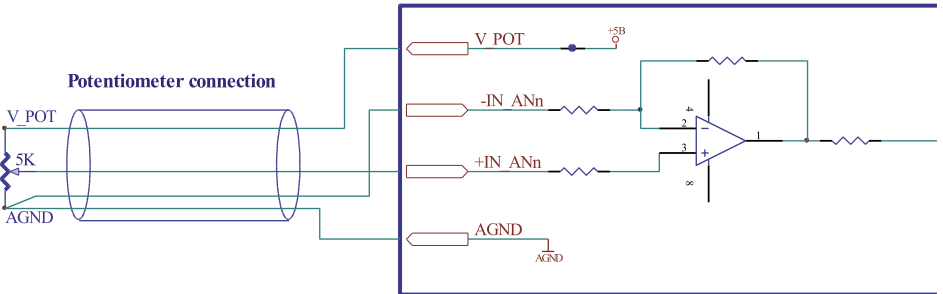 +5B
V_POT
Potentiometer connection
-IN_ANn
V_POT
4
2
1
3
5K
+IN_ANn
8
AGND
AGND
AGND